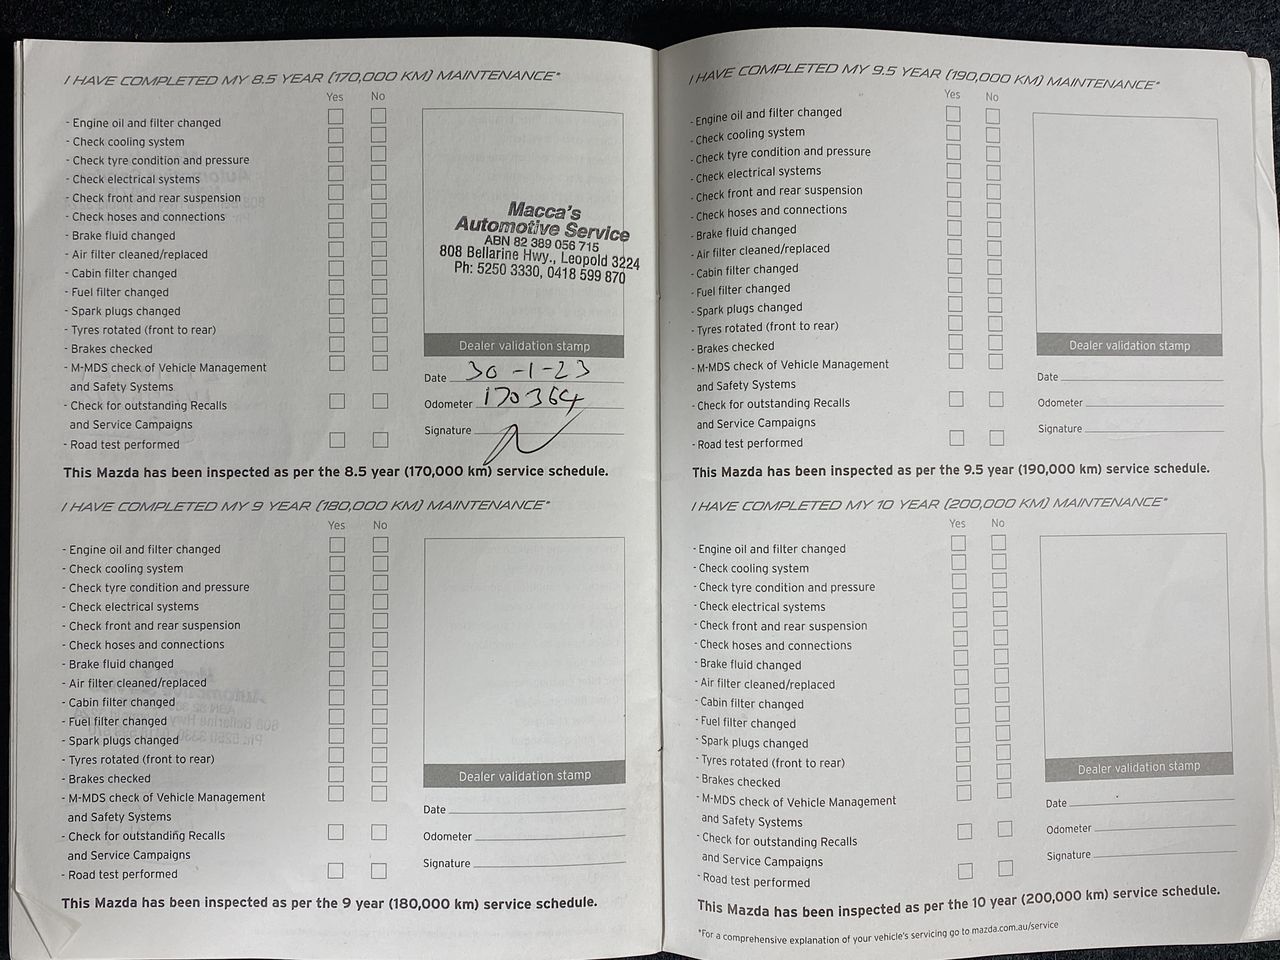 I HAVE COMPLETED MY 8.5 YEAR (170,000 KM) MAINTENANCE*
Yes No
- Engine oil and filter changed
- Check cooling system
- Check tyre condition and pressure
- Check electrical systems
- Check front and rear suspension
- Check hoses and connections
- Brake fluid changed
- Air filter cleaned/replaced
- Cabin filter changed
- Fuel filter changed
- Spark plugs changed
- Tyres rotated (front to rear)
- Brakes checked
- M-MDS check of Vehicle Management
and Safety Systems
- Check for outstanding Recalls
and Service Campaigns
- Road test performed
Macca's
Automotive Service
ABN 82 389 056 715
808 Bellarine Hwy., Leopold 3224
Ph: 5250 3330, 0418 599 870
Dealer validation stamp
Date 30-1-23
Odometer 170364
Signature
This Mazda has been inspected as per the 8.5 year (170,000 km) service schedule.
I HAVE COMPLETED MY 9 YEAR (180,000 KM) MAINTENANCE*
Yes No
- Engine oil and filter changed
- Check cooling system
- Check tyre condition and pressure
- Check electrical systems
- Check front and rear suspension
- Check hoses and connections
- Brake fluid changed
- Air filter cleaned/replaced
- Cabin filter changed
- Fuel filter changed
- Spark plugs changed
- Tyres rotated (front to rear)
- Brakes checked
- M-MDS check of Vehicle Management
and Safety Systems
- Check for outstanding Recalls
and Service Campaigns
- Road test performed
Dealer validation stamp
Date
Odometer
Signature
This Mazda has been inspected as per the 9 year (180,000 km) service schedule.
I HAVE COMPLETED MY 9.5 YEAR (190,000 KM) MAINTENANCE*
Yes No
- Engine oil and filter changed
- Check cooling system
- Check tyre condition and pressure
- Check electrical systems
- Check front and rear suspension
- Check hoses and connections
- Brake fluid changed
- Air filter cleaned/replaced
- Cabin filter changed
- Fuel filter changed
- Spark plugs changed
- Tyres rotated (front to rear)
- Brakes checked
- M-MDS check of Vehicle Management
and Safety Systems
- Check for outstanding Recalls
and Service Campaigns
- Road test performed
Dealer validation stamp
Date
Odometer
Signature
This Mazda has been inspected as per the 9.5 year (190,000 km) service schedule.
I HAVE COMPLETED MY 10 YEAR (200,000 KM) MAINTENANCE*
Yes No
- Engine oil and filter changed
- Check cooling system
- Check tyre condition and pressure
- Check electrical systems
- Check front and rear suspension
- Check hoses and connections
- Brake fluid changed
- Air filter cleaned/replaced
- Cabin filter changed
- Fuel filter changed
- Spark plugs changed
- Tyres rotated (front to rear)
- Brakes checked
- M-MDS check of Vehicle Management
and Safety Systems
- Check for outstanding Recalls
and Service Campaigns
- Road test performed
Dealer validation stamp
Date
Odometer
Signature
This Mazda has been inspected as per the 10 year (200,000 km) service schedule.
*For a comprehensive explanation of your vehicle's servicing go to mazda.com.au/service